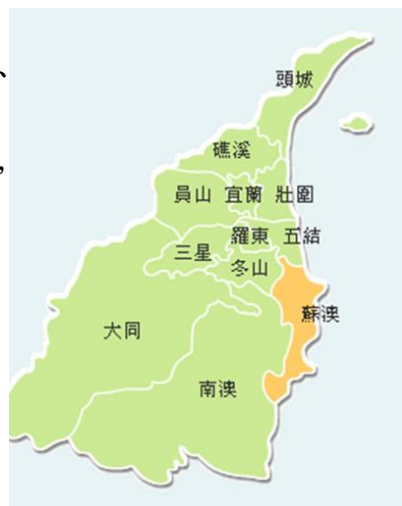 、
頭城
，
礁溪
員山 宜蘭 壯圍
羅東 五結
三星
冬山
蘇澳
大同
南澳